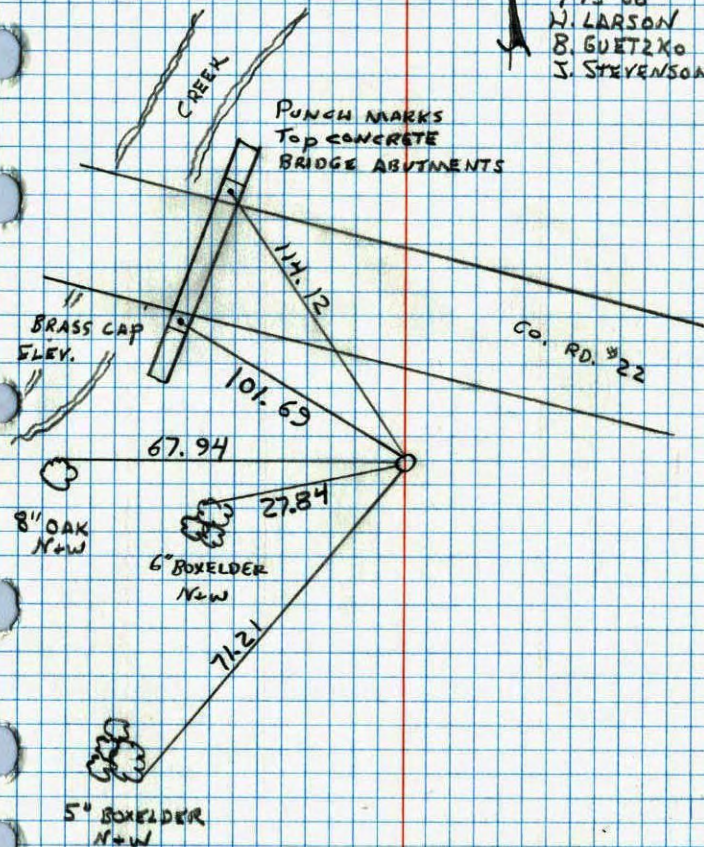 W. LARSON
B. GUETZKO
J. STEVENSON
CREEK
PUNCH MARKS
TOP CONCRETE
BRIDGE ABUTMENTS
114.12
BRASS CAP
ELEV.
CO. RD. #22
101.69
67.94
27.84
8" OAK
N+W
6" BOXELDER
N+W
71.21
5" BOXELDER
N+W